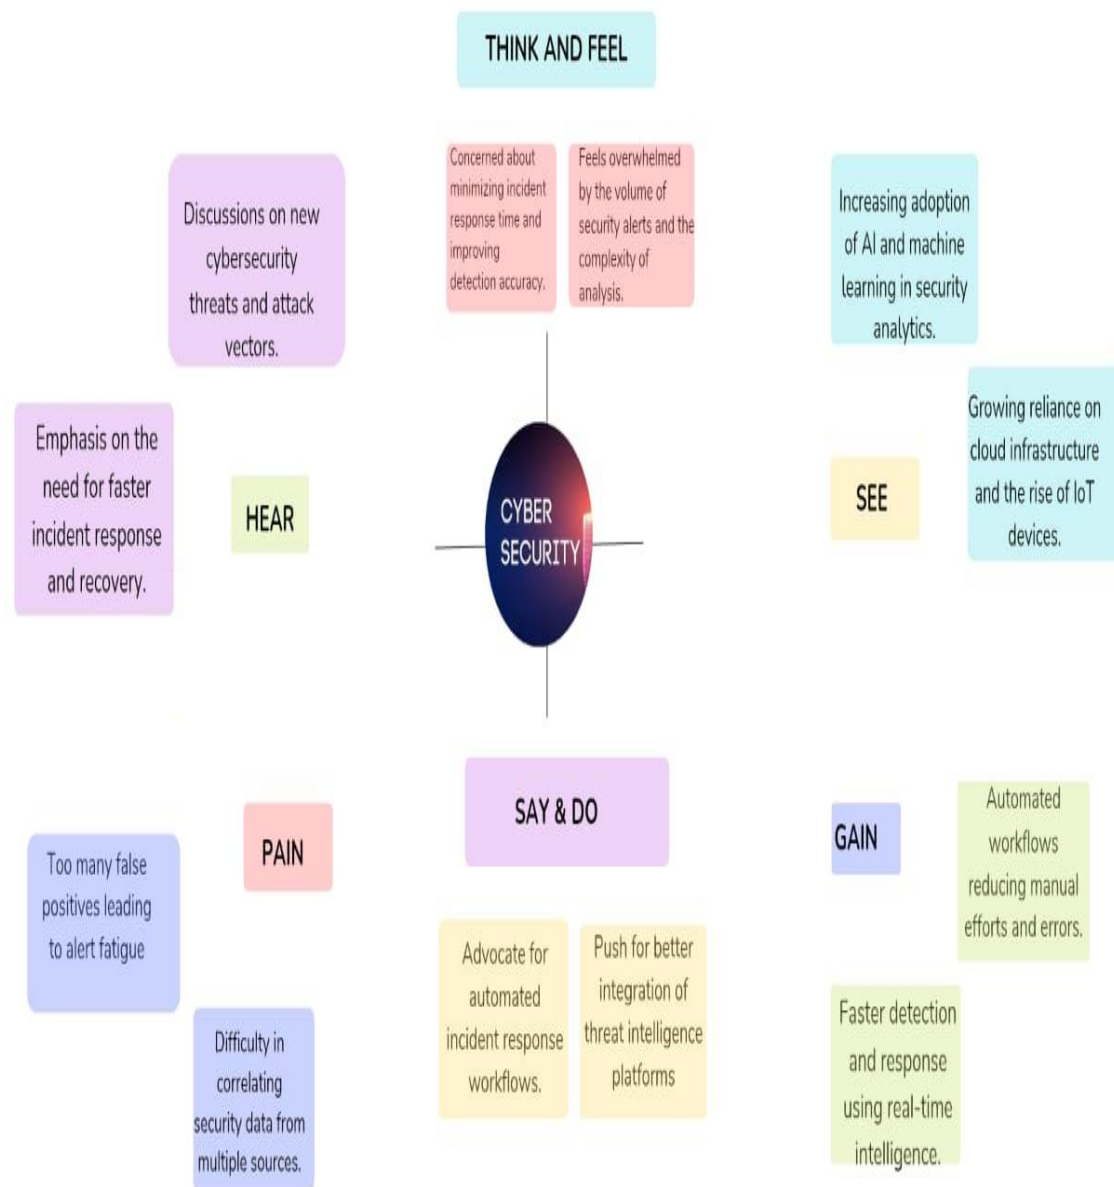 THINK AND FEEL
Concerned about
minimizing incident
response time and
improving
detection accuracy.
Feels overwhelmed
by the volume of
security alerts and the
complexity of
analysis.
Discussions on new
cybersecurity
threats and attack
vectors.
Increasing adoption
of AI and machine
learning in security
analytics.
Emphasis on the
need for faster
incident response
and recovery.
HEAR
CYBER
SECURITY
SEE
Growing reliance on
cloud infrastructure
and the rise of IoT
devices.
PAIN
Too many false
positives leading
to alert fatigue
Difficulty in
correlating
security data from
multiple sources.
SAY & DO
Advocate for
automated
incident response
workflows.
Push for better
integration of
threat intelligence
platforms
GAIN
Automated
workflows
reducing manual
efforts and errors.
Faster detection
and response
using real-time
intelligence.